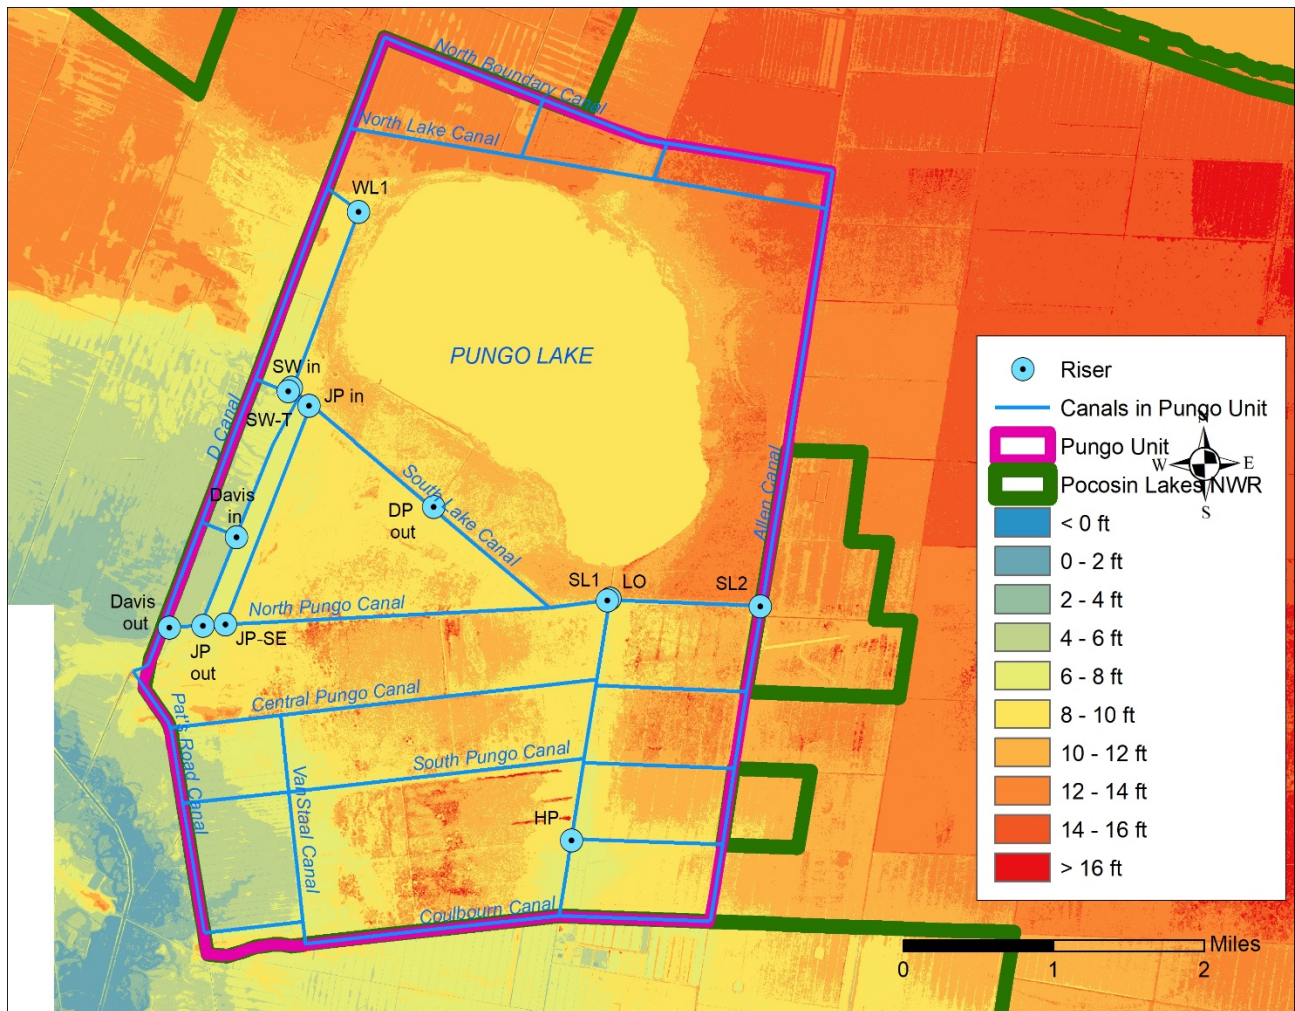 North Boundary Canal
North Lake Canal
WL1
PUNGO LAKE
SW in
JP in
SW-T
D Canal
South Lake Canal
Davis
in
DP
out
Allen Canal
SL1
LO
SL2
Davis
out
North Pungo Canal
JP-SE
JP
out
Central Pungo Canal
Pat's Road Canal
South Pungo Canal
VanStaal Canal
HP
Coulbourn Canal
Riser
Canals in Pungo Unit
Pungo Unit
Pocosin Lakes NWR
N
W
E
S
< 0 ft
0 - 2 ft
2 - 4 ft
4 - 6 ft
6 - 8 ft
8 - 10 ft
10 - 12 ft
12 - 14 ft
14 - 16 ft
> 16 ft
Miles
0 1 2